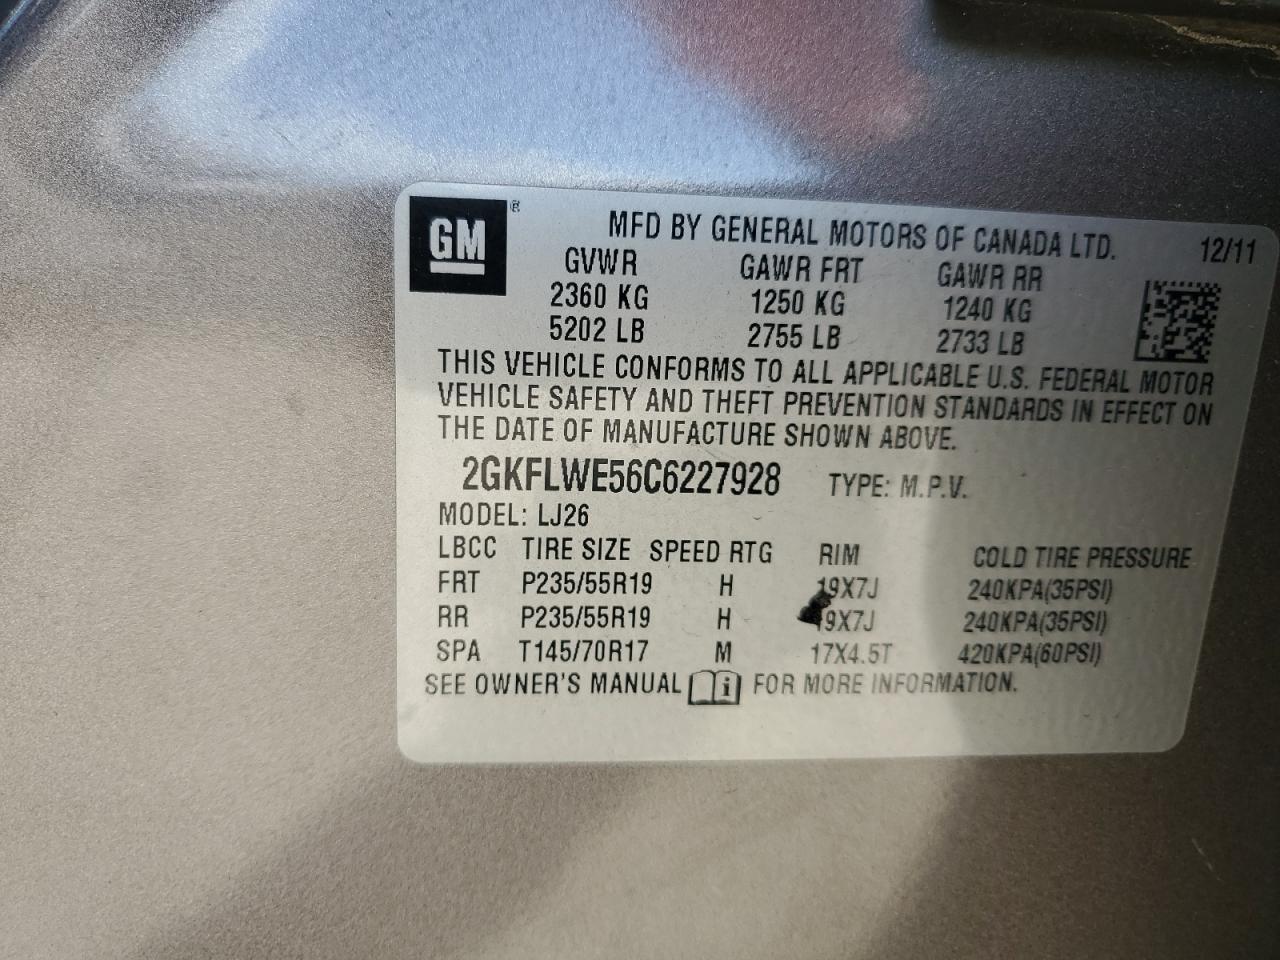 GM ®
MFD BY GENERAL MOTORS OF CANADA LTD. 12/11
GVWR GAWR FRT GAWR RR
2360 KG 1250 KG 1240 KG
5202 LB 2755 LB 2733 LB
THIS VEHICLE CONFORMS TO ALL APPLICABLE U.S. FEDERAL MOTOR
VEHICLE SAFETY AND THEFT PREVENTION STANDARDS IN EFFECT ON
THE DATE OF MANUFACTURE SHOWN ABOVE.
2GKFLWE56C6227928 TYPE: M.P.V.
MODEL: LJ26
LBCC TIRE SIZE SPEED RTG RIM COLD TIRE PRESSURE
FRT P235/55R19 H 19X7J 240KPA(35PSI)
RR P235/55R19 H 19X7J 240KPA(35PSI)
SPA T145/70R17 M 17X4.5T 420KPA(60PSI)
SEE OWNER'S MANUAL i FOR MORE INFORMATION.